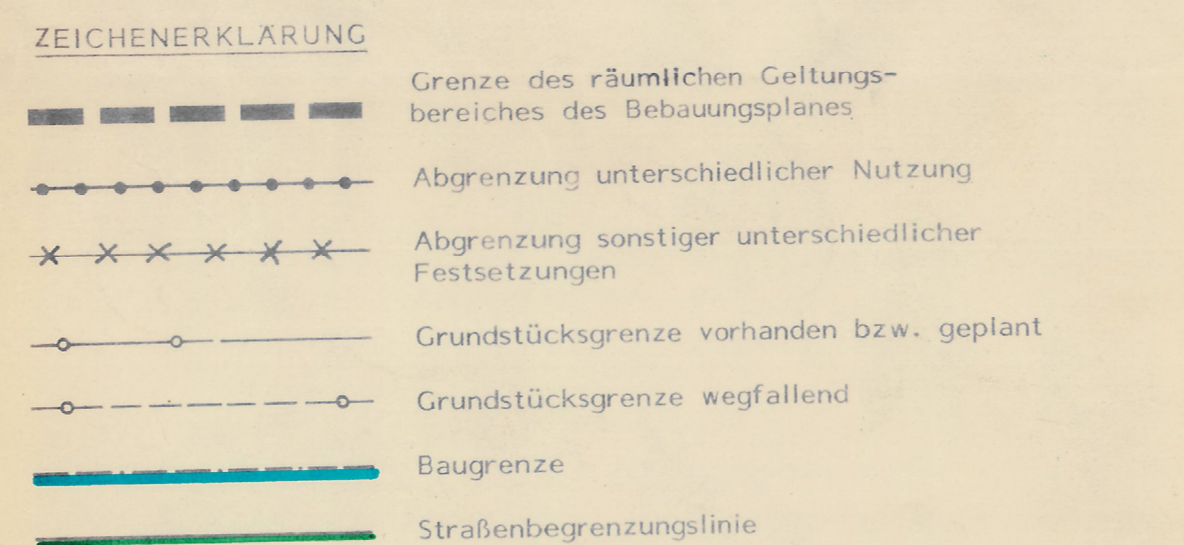 ZEICHENERKLÄRUNG
Grenze des räumlichen Geltungs-
bereiches des Bebauungsplanes
Abgrenzung unterschiedlicher Nutzung
Abgrenzung sonstiger unterschiedlicher
Festsetzungen
Grundstücksgrenze vorhanden bzw. geplant
Grundstücksgrenze wegfallend
Baugrenze
Straßenbegrenzungslinie